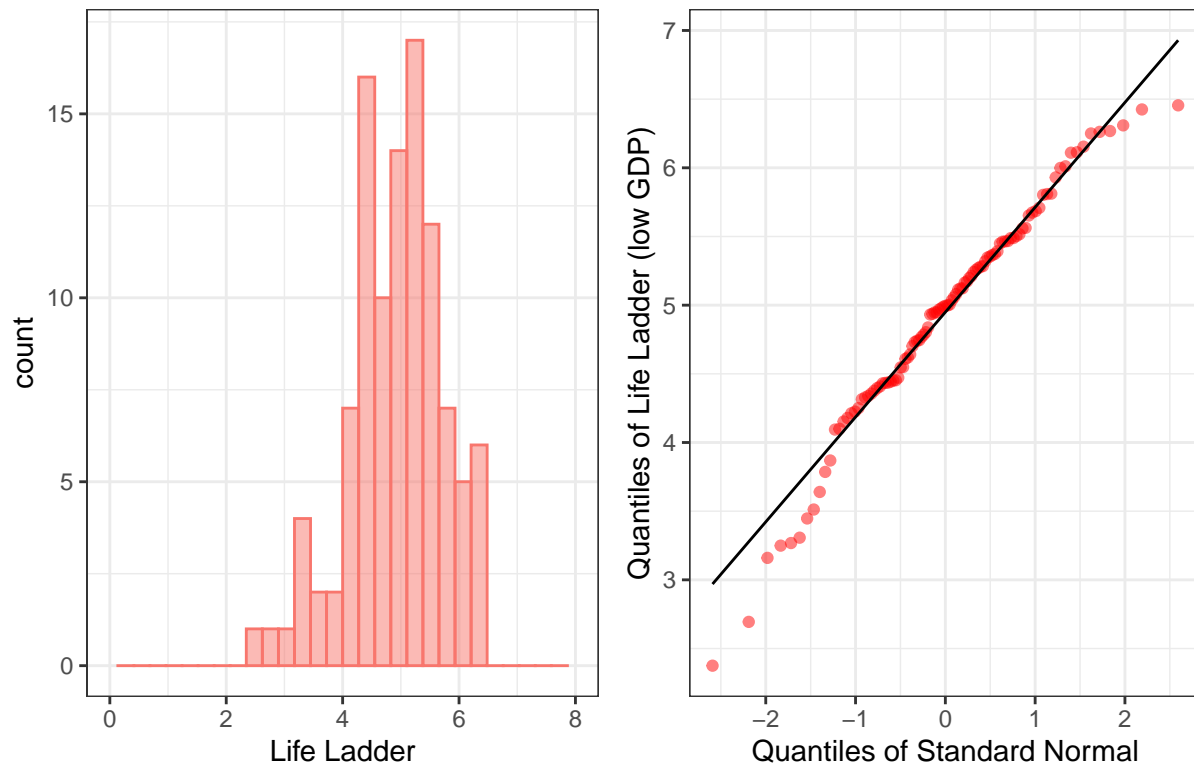 15
10
5
0
count
0 2 4 6 8
Life Ladder
7
6
5
4
3
Quantiles of Life Ladder (low GDP)
−2 −1 0 1 2
Quantiles of Standard Normal